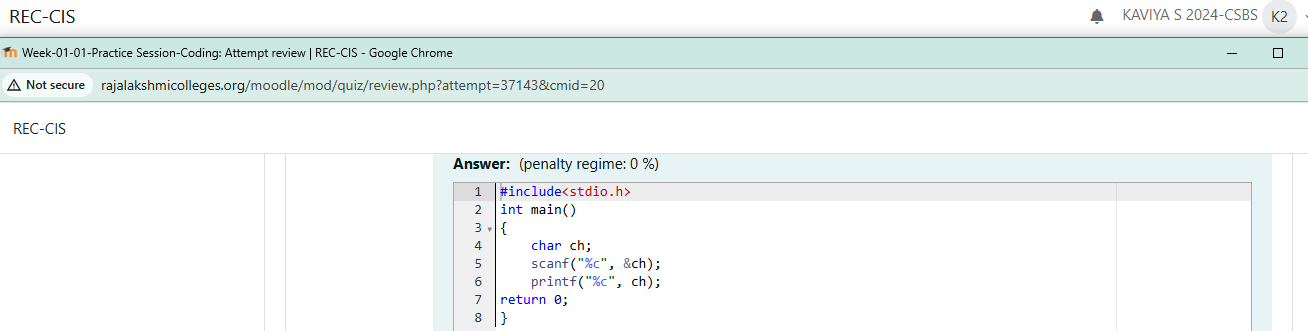 REC-CIS
KAVIYA S 2024-CSBS K2
Week-01-01-Practice Session-Coding: Attempt review | REC-CIS - Google Chrome
Not secure rajalakshmicolleges.org/moodle/mod/quiz/review.php?attempt=37143&cmid=20
REC-CIS
Answer: (penalty regime: 0 %)
1 #include<stdio.h>
2 int main()
3 {
4 char ch;
5 scanf("%c", &ch);
6 printf("%c", ch);
7 return 0;
8 }